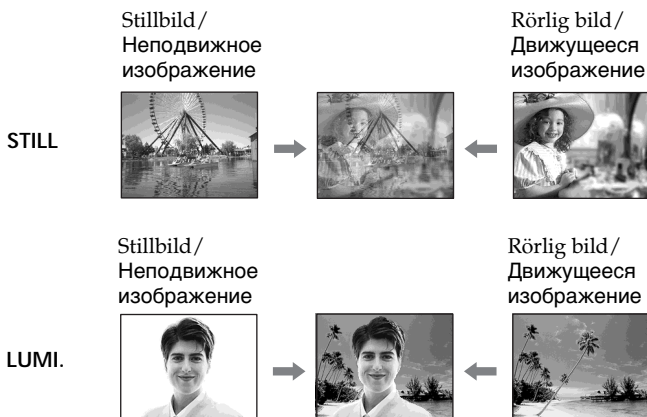 Stillbild/
Неподвижное
изображение
Rörlig bild/
Движущееся
изображение
STILL
Stillbild/
Неподвижное
изображение
Rörlig bild/
Движущееся
изображение
LUMI.